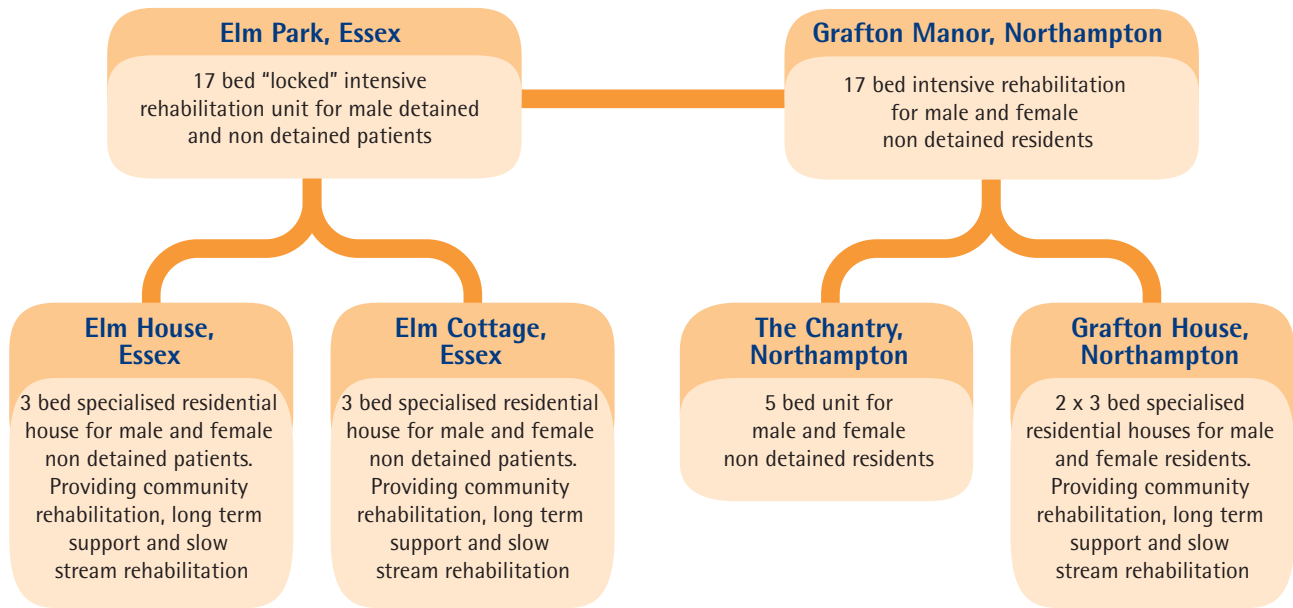 Elm Park, Essex
17 bed “locked” intensive
rehabilitation unit for male detained
and non detained patients
Grafton Manor, Northampton
17 bed intensive rehabilitation
for male and female
non detained residents
Elm House,
Essex
3 bed specialised residential
house for male and female
non detained patients.
Providing community
rehabilitation, long term
support and slow
stream rehabilitation
Elm Cottage,
Essex
3 bed specialised residential
house for male and female
non detained patients.
Providing community
rehabilitation, long term
support and slow
stream rehabilitation
The Chantry,
Northampton
5 bed unit for
male and female
non detained residents
Grafton House,
Northampton
2 x 3 bed specialised
residential houses for male
and female residents.
Providing community
rehabilitation, long term
support and slow
stream rehabilitation